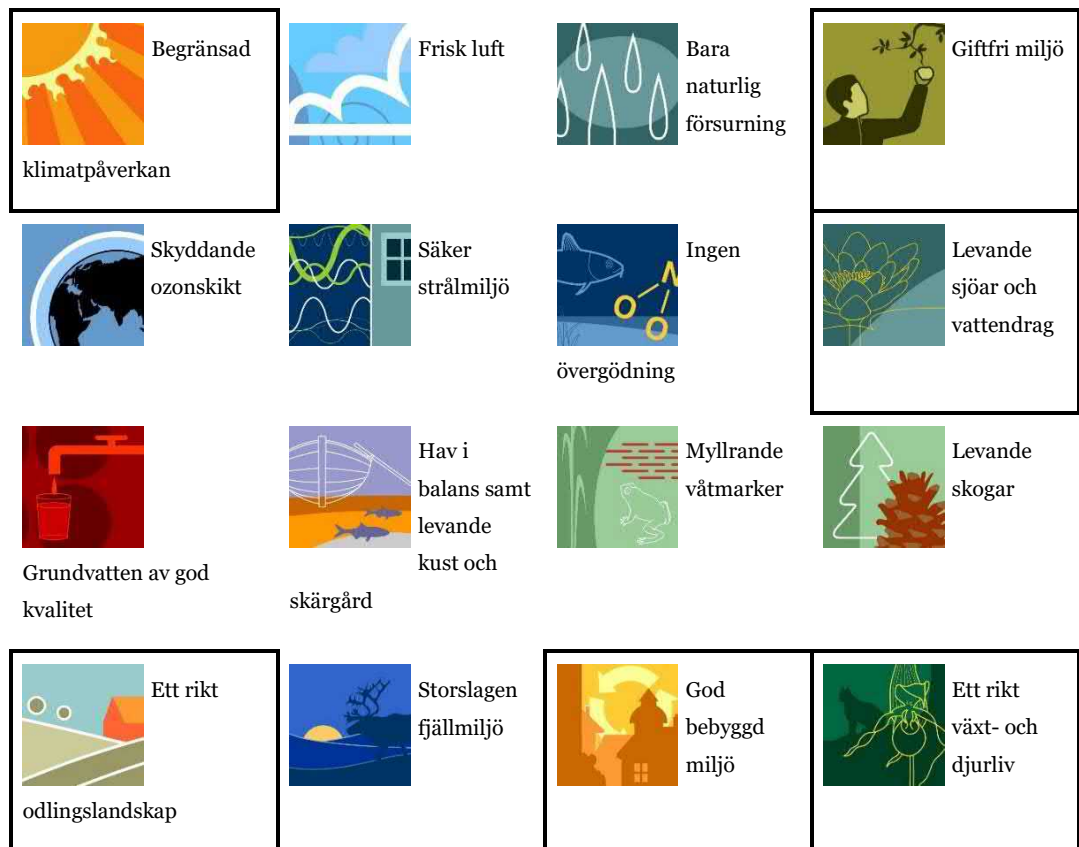 Begränsad
klimatpåverkan
Frisk luft
Bara
naturlig
försurning
Giftfri miljö
Skyddande
ozonskikt
Säker
strålmiljö
Ingen
övergödning
N
O
O
Levande
sjöar och
vattendrag
Grundvatten av god
kvalitet
Hav i
balans samt
levande
kust och
skärgård
Myllrande
våtmarker
Levande
skogar
Ett rikt
odlingslandskap
Storslagen
fjällmiljö
God
bebyggd
miljö
Ett rikt
växt- och
djurliv